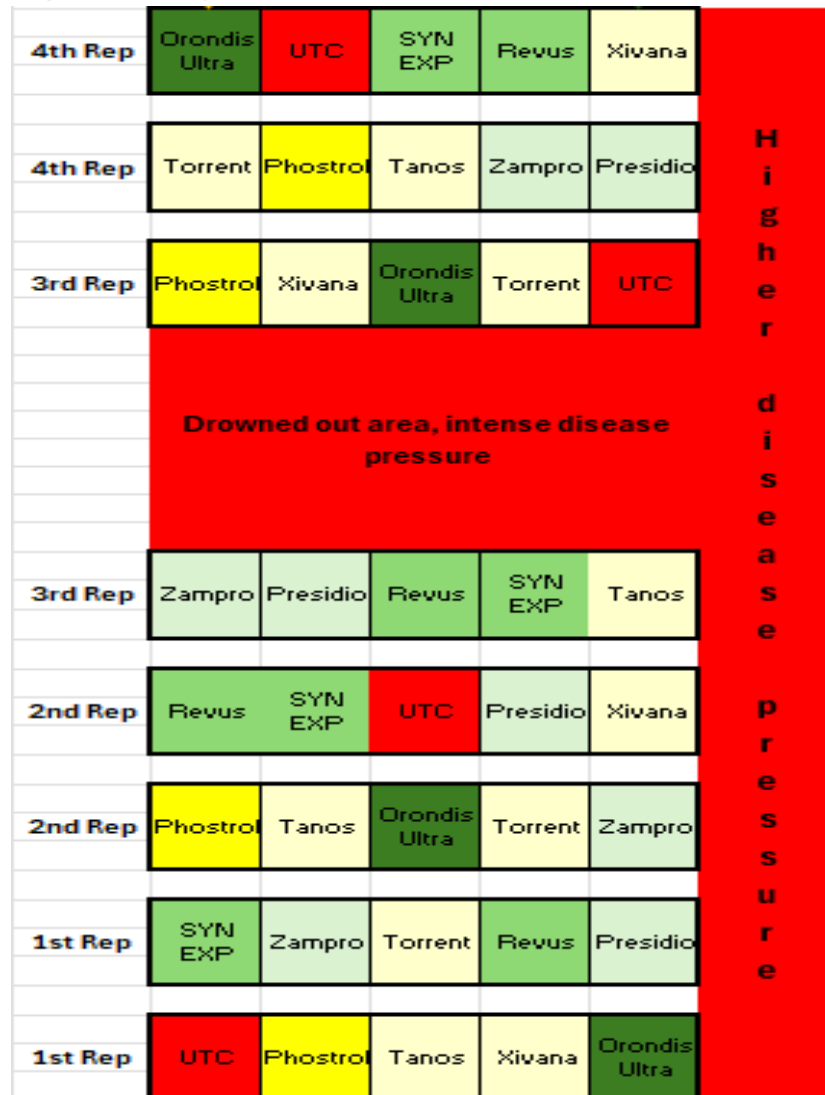 4th Rep Orondis Ultra UTC SYN EXP Revus Xivana
4th Rep Torrent Phostrol Tanos Zampro Presidio
3rd Rep Phostrol Xivana Orondis Ultra Torrent UTC
Drowned out area, intense disease
pressure
3rd Rep Zampro Presidio Revus SYN EXP Tanos
2nd Rep Revus SYN EXP UTC Presidio Xivana
2nd Rep Phostrol Tanos Orondis Ultra Torrent Zampro
1st Rep SYN EXP Zampro Torrent Revus Presidio
1st Rep UTC Phostrol Tanos Xivana Orondis Ultra
Higher disease pressure